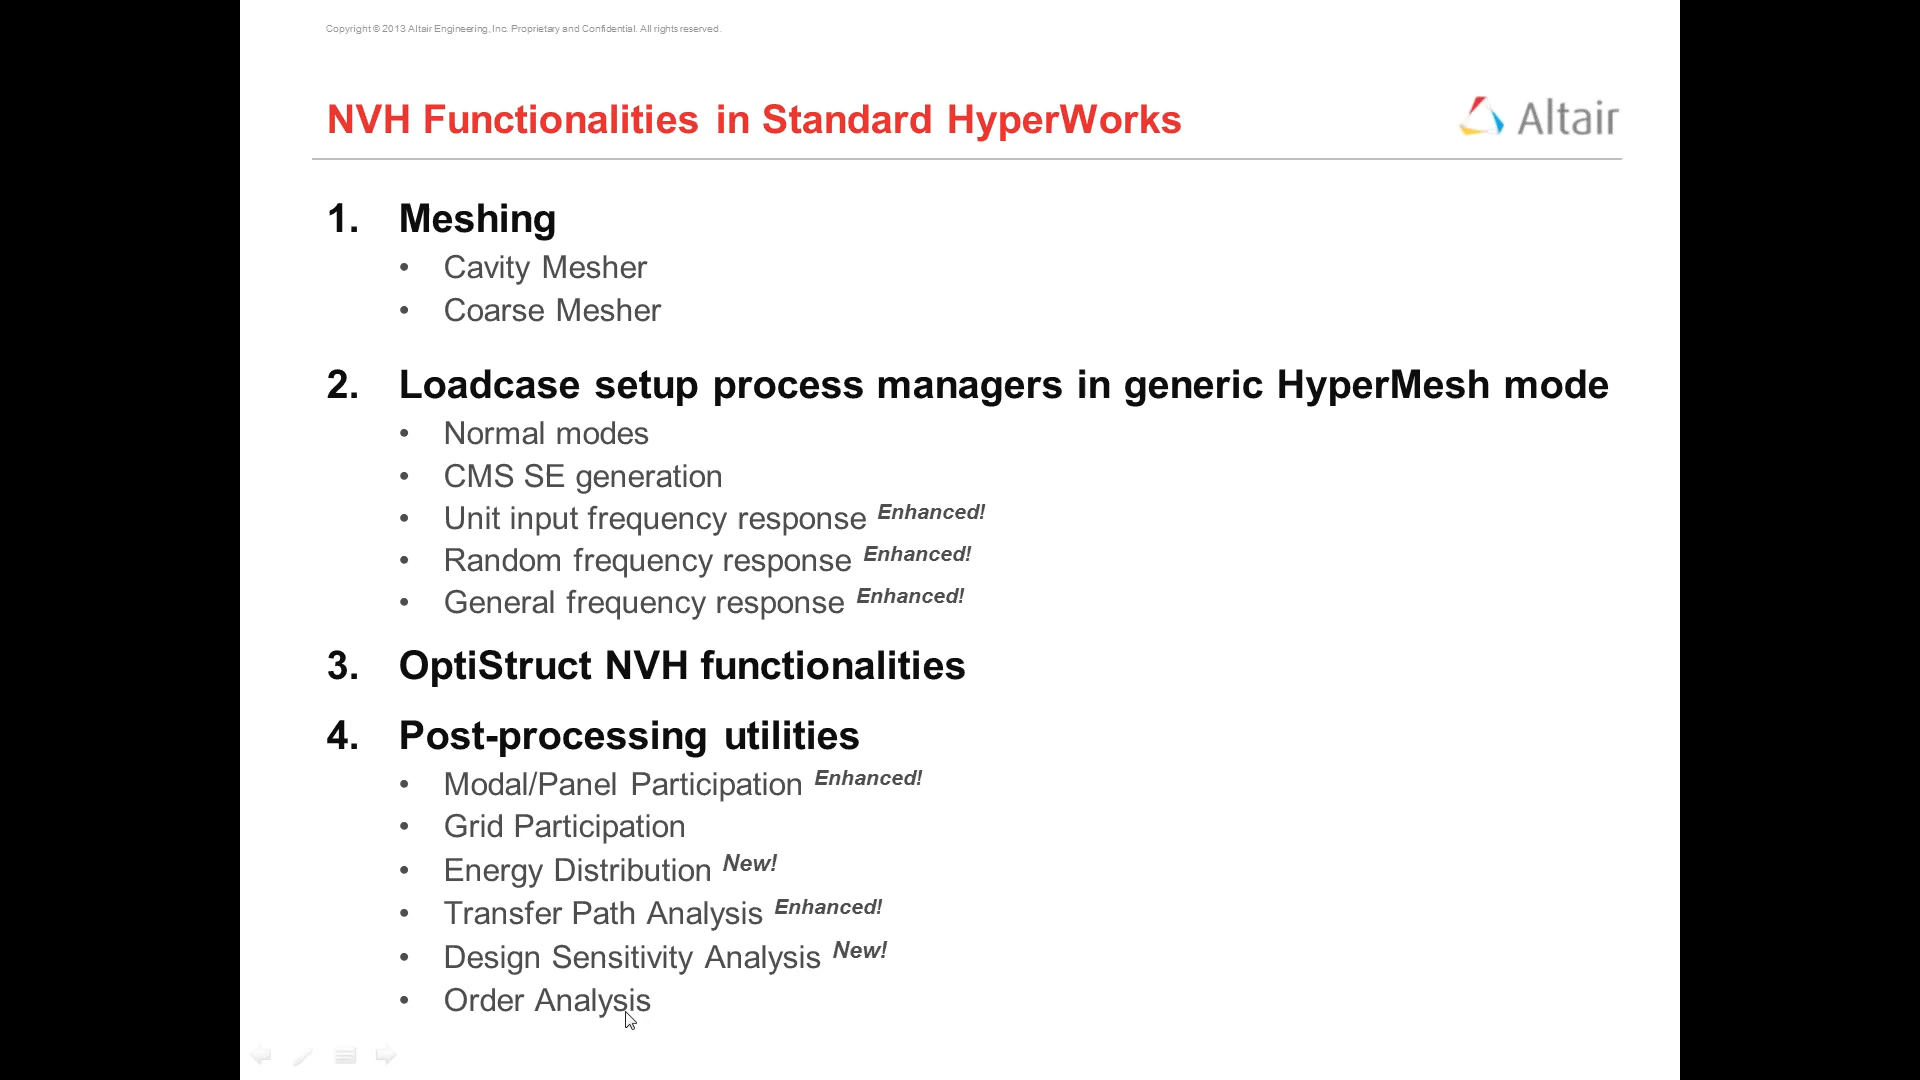 Copyright © 2013 Altair Engineering, Inc. Proprietary and Confidential. All rights reserved.
NVH Functionalities in Standard HyperWorks
Altair
1. Meshing
• Cavity Mesher
• Coarse Mesher
2. Loadcase setup process managers in generic HyperMesh mode
• Normal modes
• CMS SE generation
• Unit input frequency response Enhanced!
• Random frequency response Enhanced!
• General frequency response Enhanced!
3. OptiStruct NVH functionalities
4. Post-processing utilities
• Modal/Panel Participation Enhanced!
• Grid Participation
• Energy Distribution New!
• Transfer Path Analysis Enhanced!
• Design Sensitivity Analysis New!
• Order Analysis